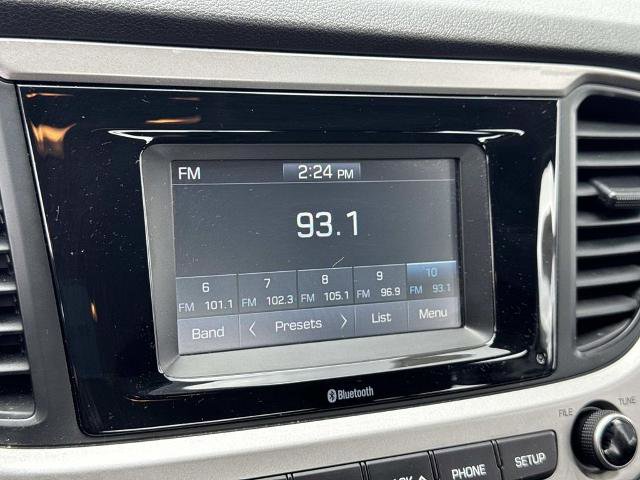 FM 2:24 PM
93.1
6 7 8 9 10
FM 101.1 FM 102.3 FM 105.1 FM 96.9 FM 93.1
Band < Presets > List Menu
Bluetooth
FILE TUNE
PHONE SETUP